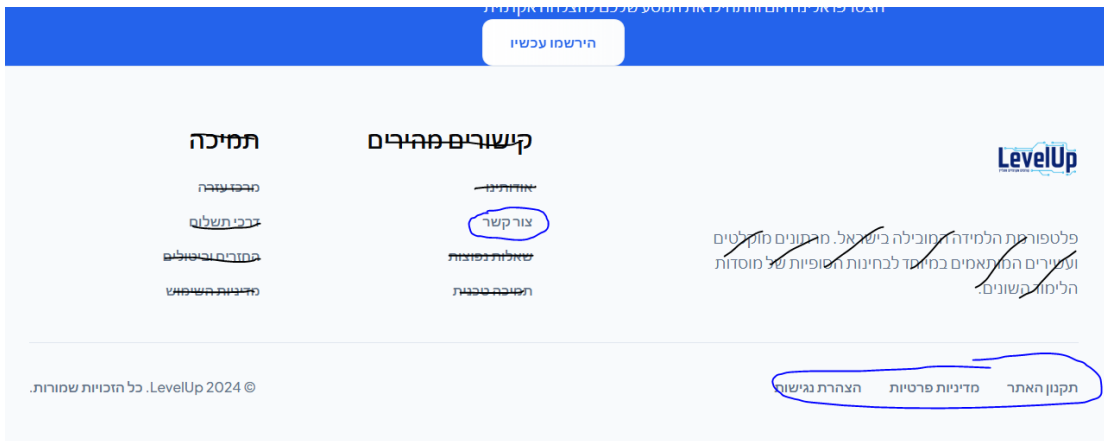 הירשמו עכשיו
LevelUp
פלטפורמת הלמידה המובילה בישראל. מרתונים מוקלטים
ועשירים המותאמים במיוחד לבחינות הסופיות של מוסדות
הלימוד השונים.
קישורים מהירים
אודותינו
צור קשר
שאלות נפוצות
תמיכה טכנית
תמיכה
מרכז עזרה
דרכי תשלום
החזרים וביטולים
מדיניות השימוש
תקנון האתר
מדיניות פרטיות
הצהרת נגישות
© 2024 LevelUp. כל הזכויות שמורות.